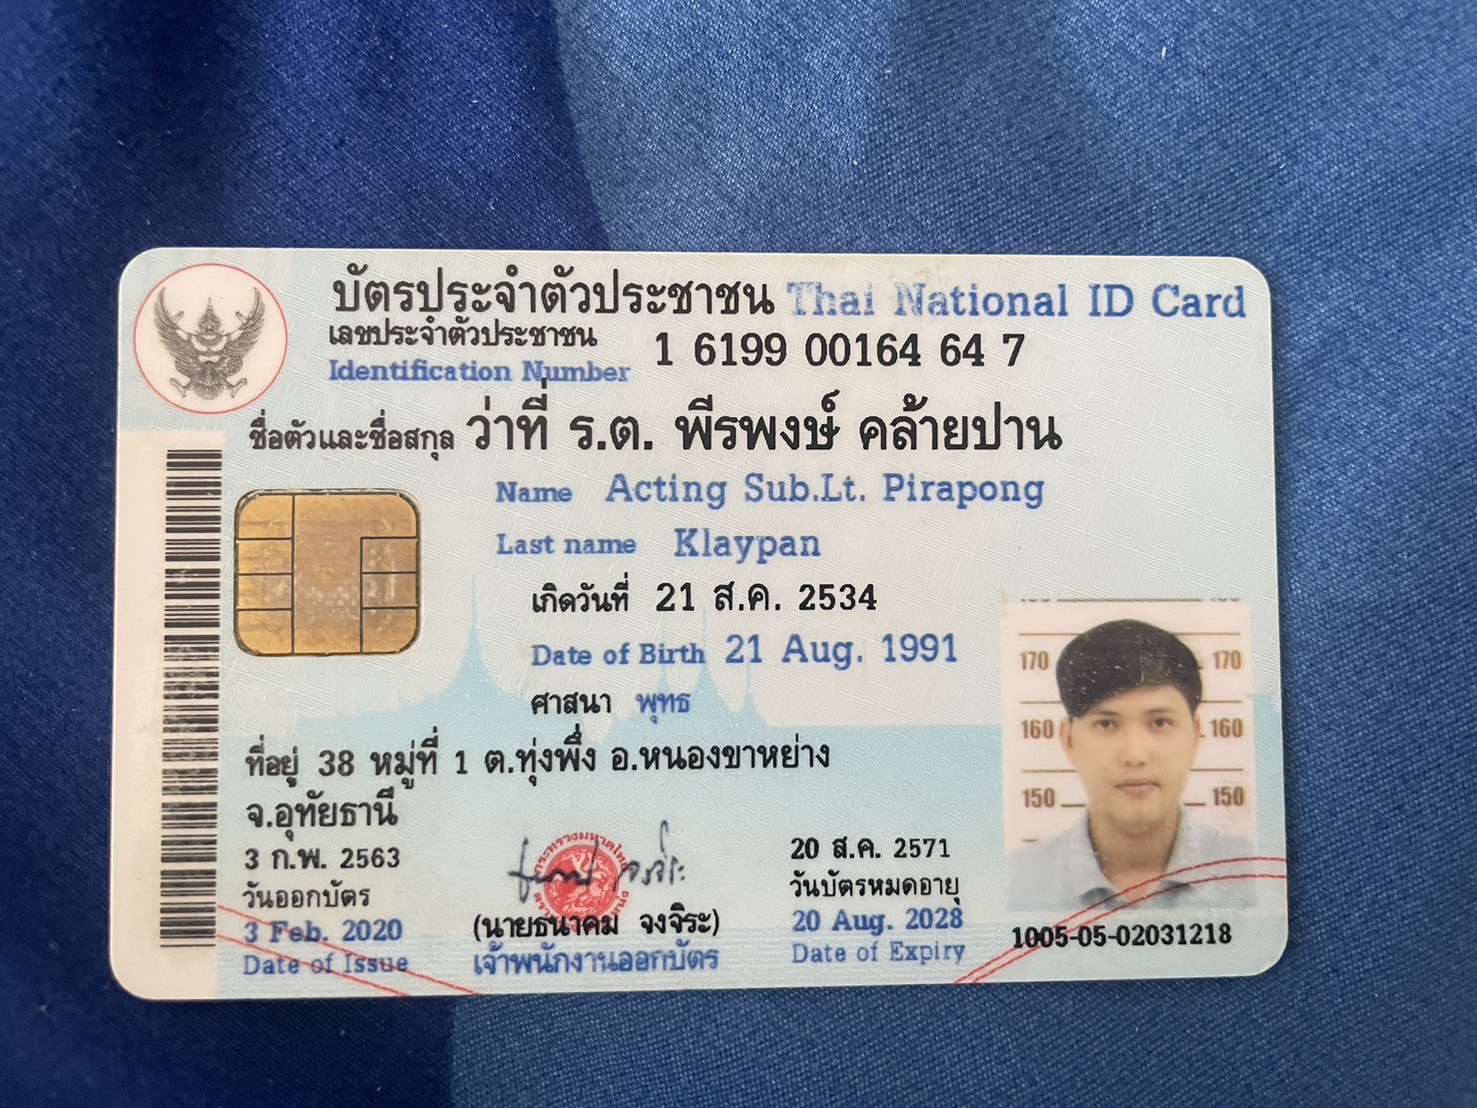 บัตรประจำตัวประชาชน Thai National ID Card
เลขประจำตัวประชาชน
Identification Number
1 6199 00164 64 7
ชื่อตัวและชื่อสกุล ว่าที่ ร.ต. พีรพงษ์ คล้ายปาน
Name Acting Sub.Lt. Pirapong
Last name Klaypan
เกิดวันที่ 21 ส.ค. 2534
Date of Birth 21 Aug. 1991
ศาสนา พุทธ
ที่อยู่ 38 หมู่ที่ 1 ต.ทุ่งพึ่ง อ.หนองขาหย่าง
จ.อุทัยธานี
3 ก.พ. 2563
วันออกบัตร
3 Feb. 2020
Date of Issue
(นายธนาคม จงจิระ)
เจ้าพนักงานออกบัตร
20 ส.ค. 2571
วันบัตรหมดอายุ
20 Aug. 2028
Date of Expiry
170 170
160 160
150 150
1005-05-02031218